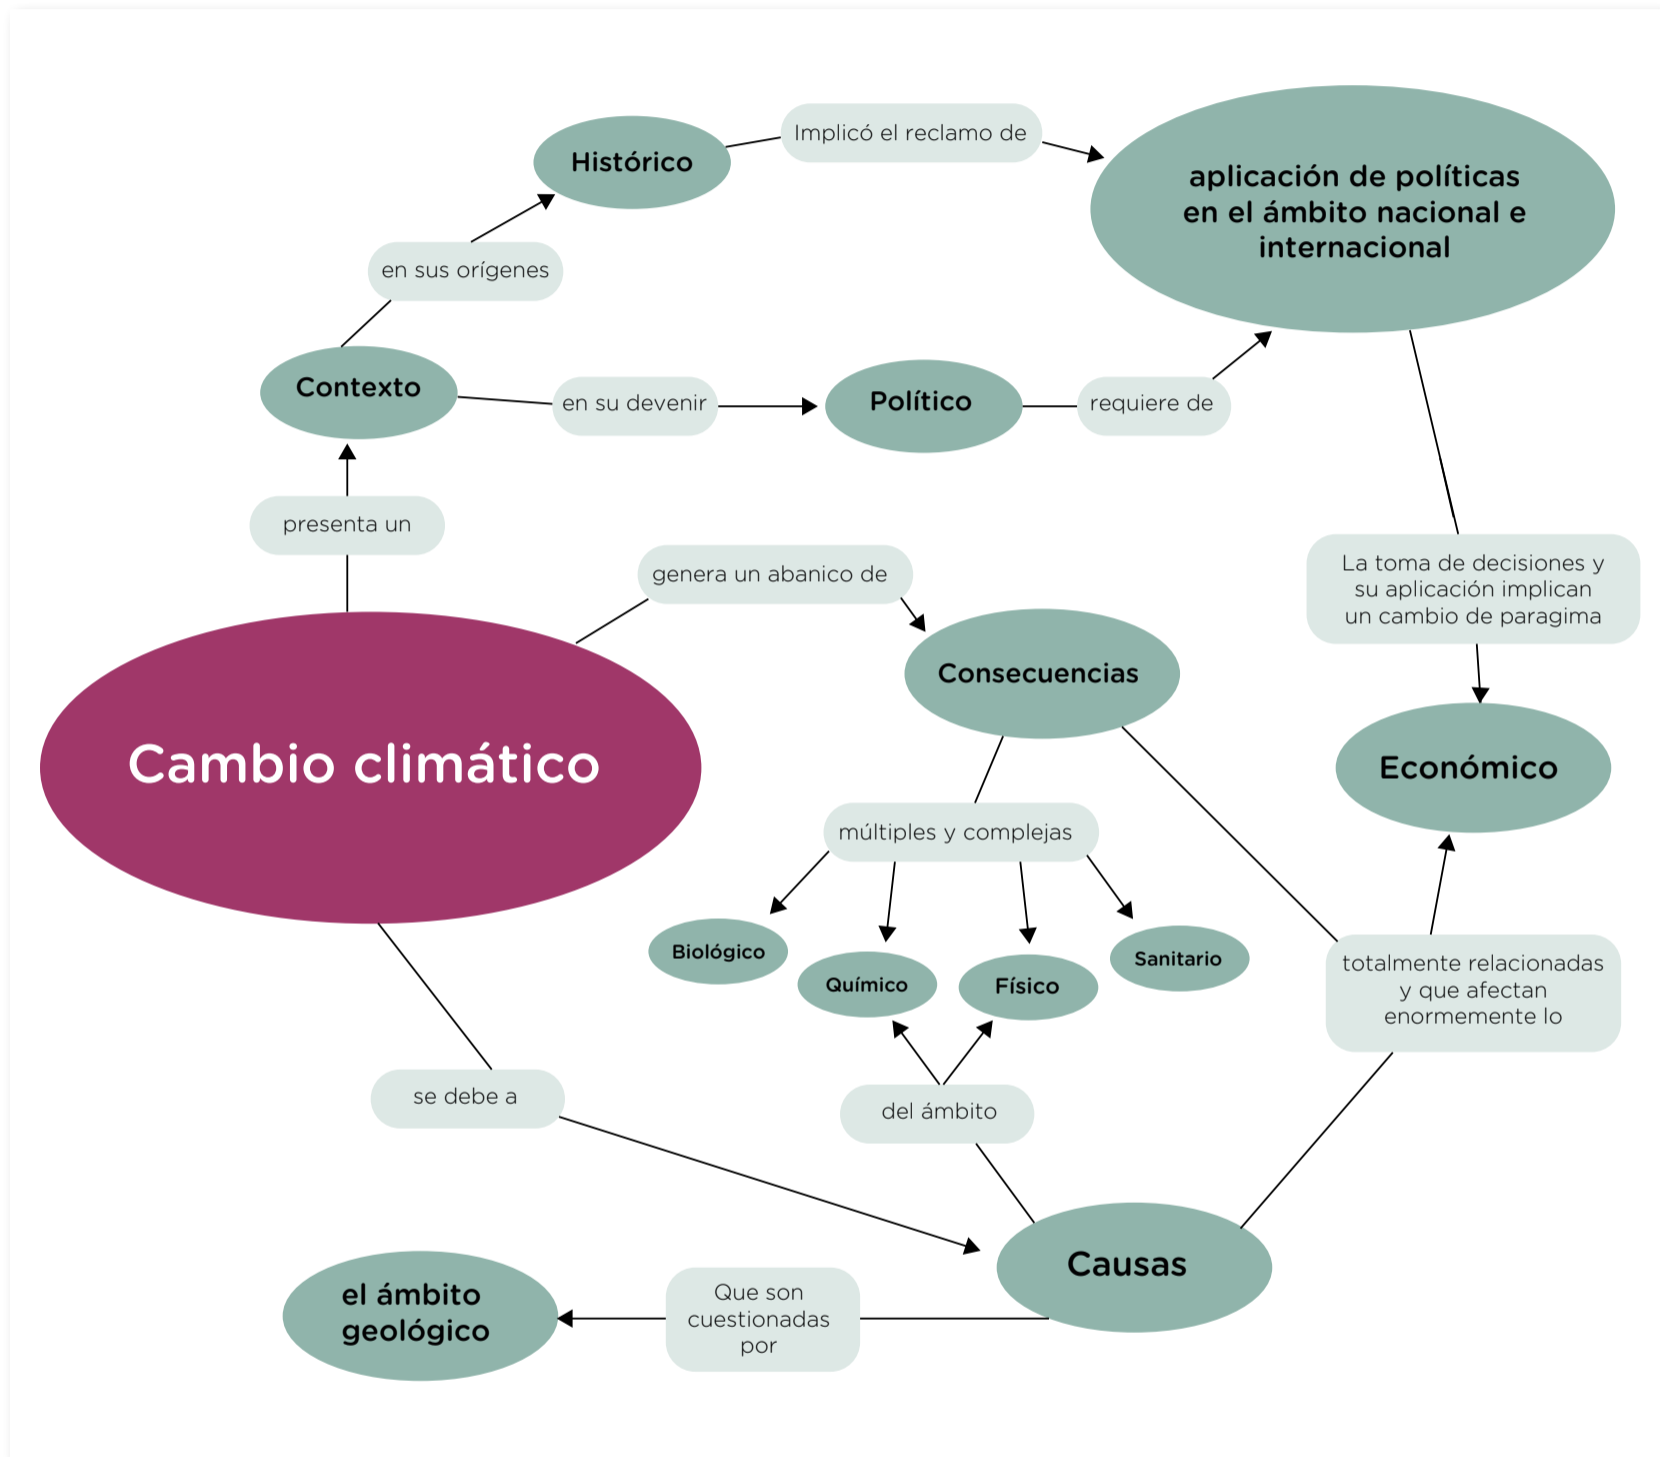 Histórico
Implicó el reclamo de
aplicación de políticas
en el ámbito nacional e
internacional
en sus orígenes
Contexto
en su devenir
Político
requiere de
presenta un
genera un abanico de
La toma de decisiones y
su aplicación implican
un cambio de paragima
Consecuencias
Cambio climático
Económico
múltiples y complejas
Biológico
Químico
Físico
Sanitario
totalmente relacionadas
y que afectan
enormemente lo
se debe a
del ámbito
Causas
el ámbito
geológico
Que son
cuestionadas
por